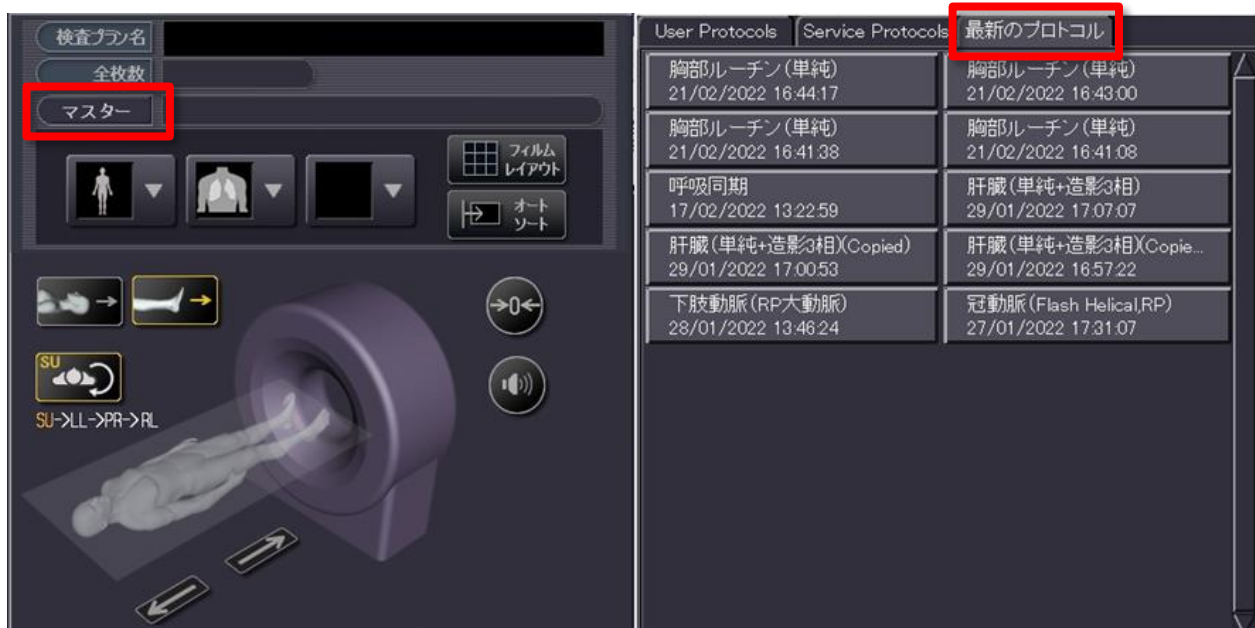 検査プラン名
全枚数
マスター
フィルム
レイアウト
オート
ソート
→0←
SU
SU->LL->PR->RL
User Protocols
Service Protocols
最新のプロトコル
胸部ルーチン(単純)
21/02/2022 16:44:17
胸部ルーチン(単純)
21/02/2022 16:43:00
胸部ルーチン(単純)
21/02/2022 16:41:38
胸部ルーチン(単純)
21/02/2022 16:41:08
呼吸同期
17/02/2022 13:22:59
肝臓(単純+造影3相)
29/01/2022 17:07:07
肝臓(単純+造影3相)(Copied)
29/01/2022 17:00:53
肝臓(単純+造影3相)(Copie...
29/01/2022 16:57:22
下肢動脈(RP大動脈)
28/01/2022 13:46:24
冠動脈(Flash Helical,RP)
27/01/2022 17:31:07